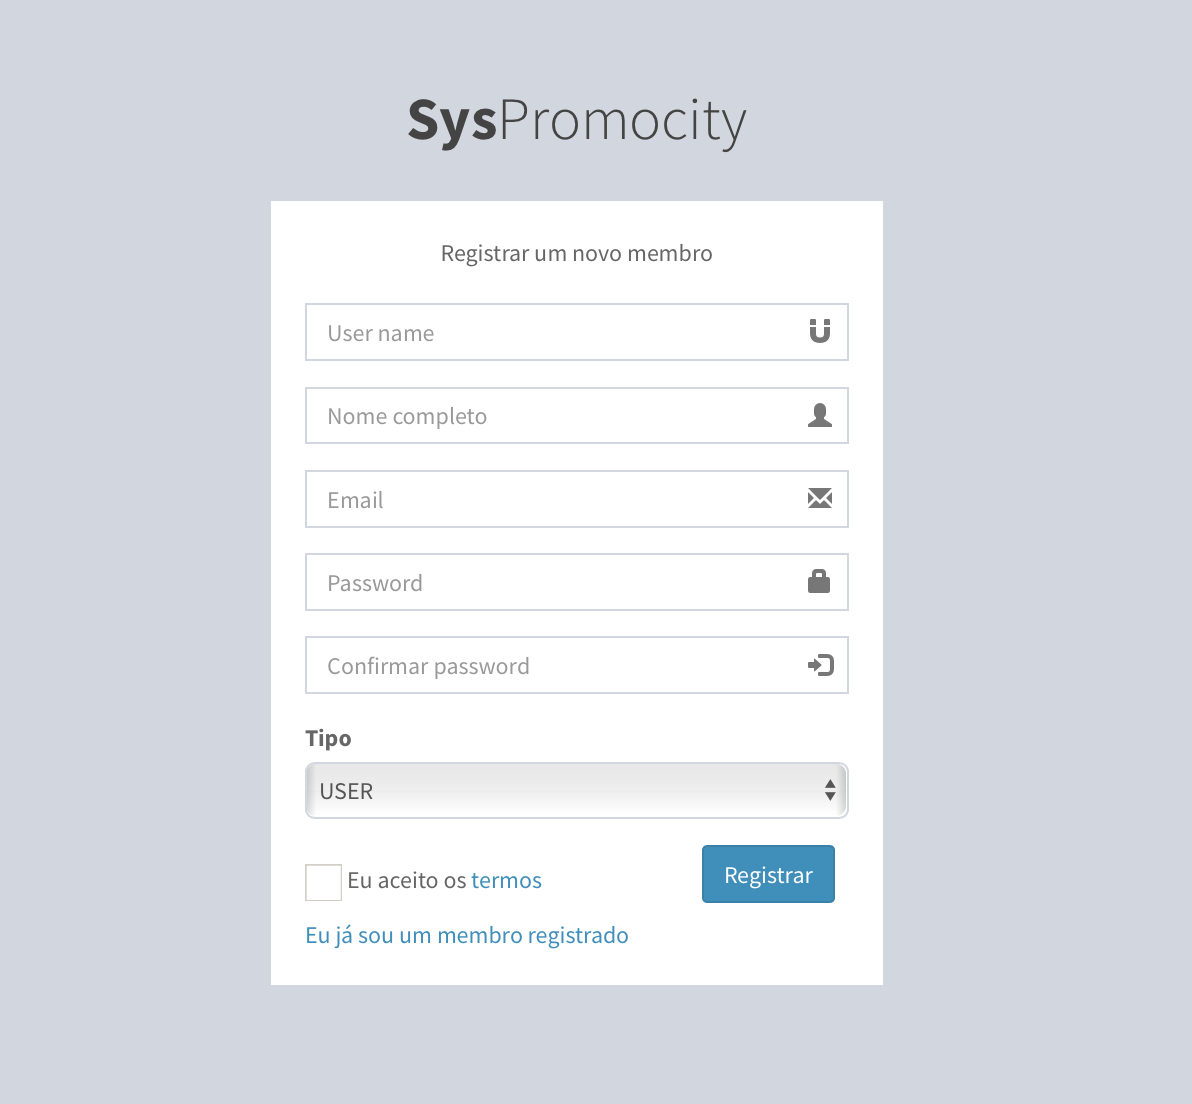 SysPromocity
Registrar um novo membro
User name
Nome completo
Email
Password
Confirmar password
Tipo
USER
Eu aceito os termos
Registrar
Eu já sou um membro registrado